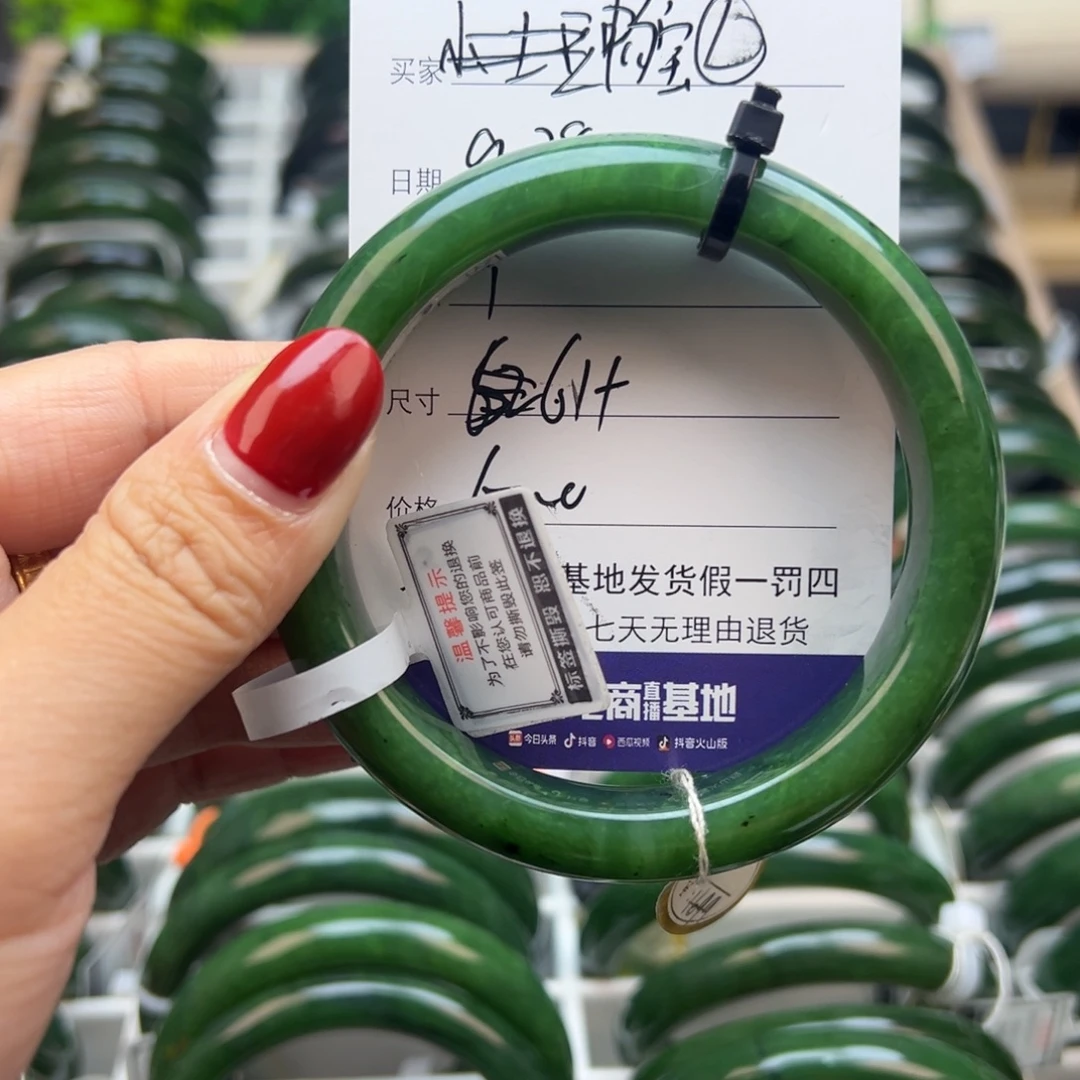 买家
日期
尺寸
价格
基地发货假一罚四
七天无理由退货
商直播基地
今日头条 抖音 西瓜视频 抖音火山版
温馨提示
为了不影响您的退换
在您认可商品前
请勿撕毁此签
标签撕毁 恕不退换